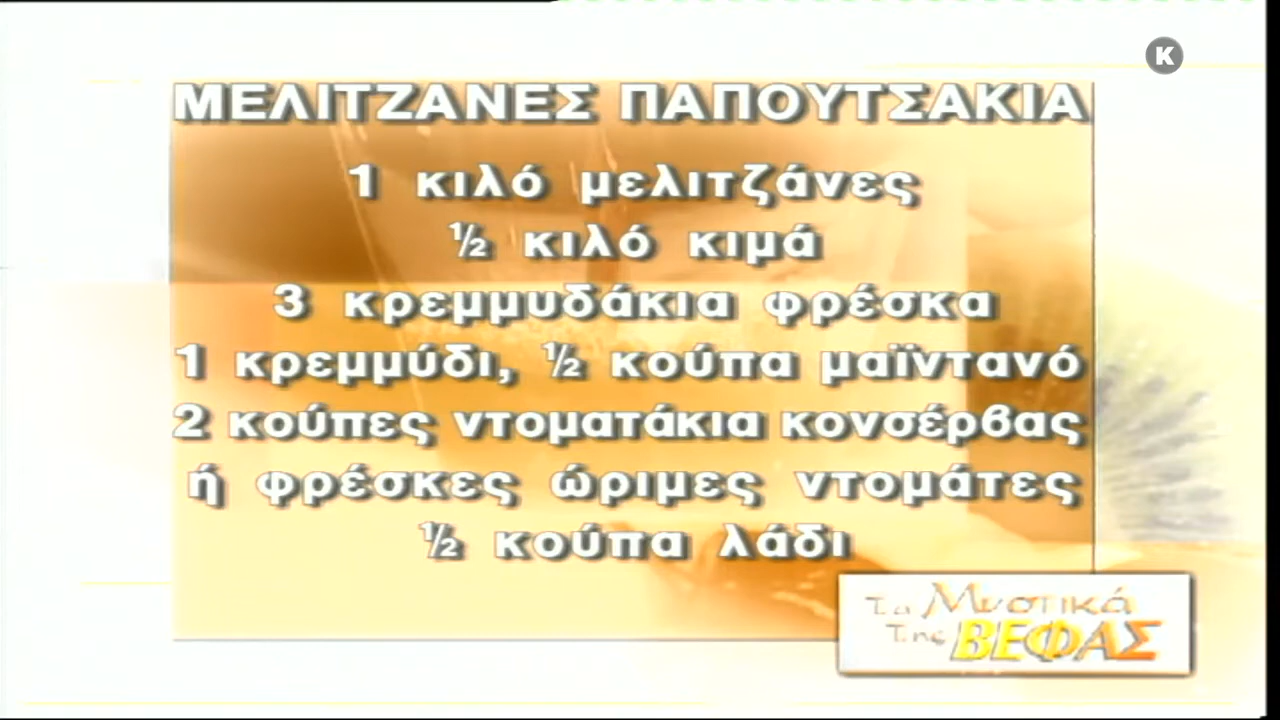 K
ΜΕΛΙΤΖΑΝΕΣ ΠΑΠΟΥΤΣΑΚΙΑ
1 κιλό μελιτζάνες
½ κιλό κιμά
3 κρεμμυδάκια φρέσκα
1 κρεμμύδι, ½ κούπα μαϊντανό
2 κούπες ντοματάκια κονσέρβας
ή φρέσκες ώριμες ντομάτες
½ κούπα λάδι
Τα Μυστικά
Της ΒΕΦΑΣ